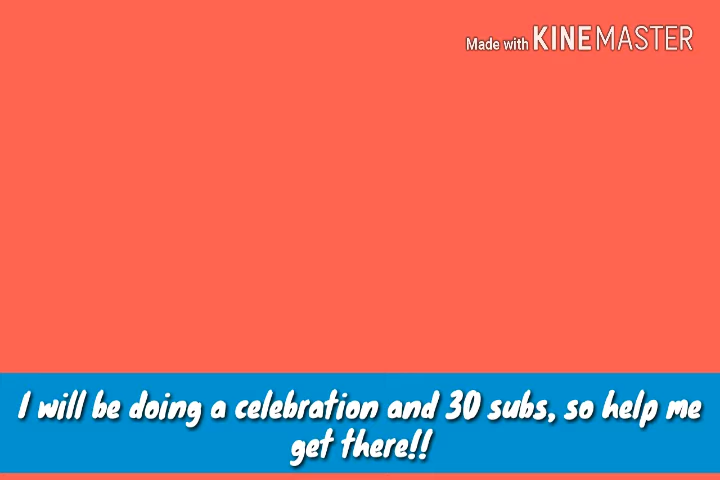 Made with KINEMASTER
I will be doing a celebration and 30 subs, so help me
get there!!